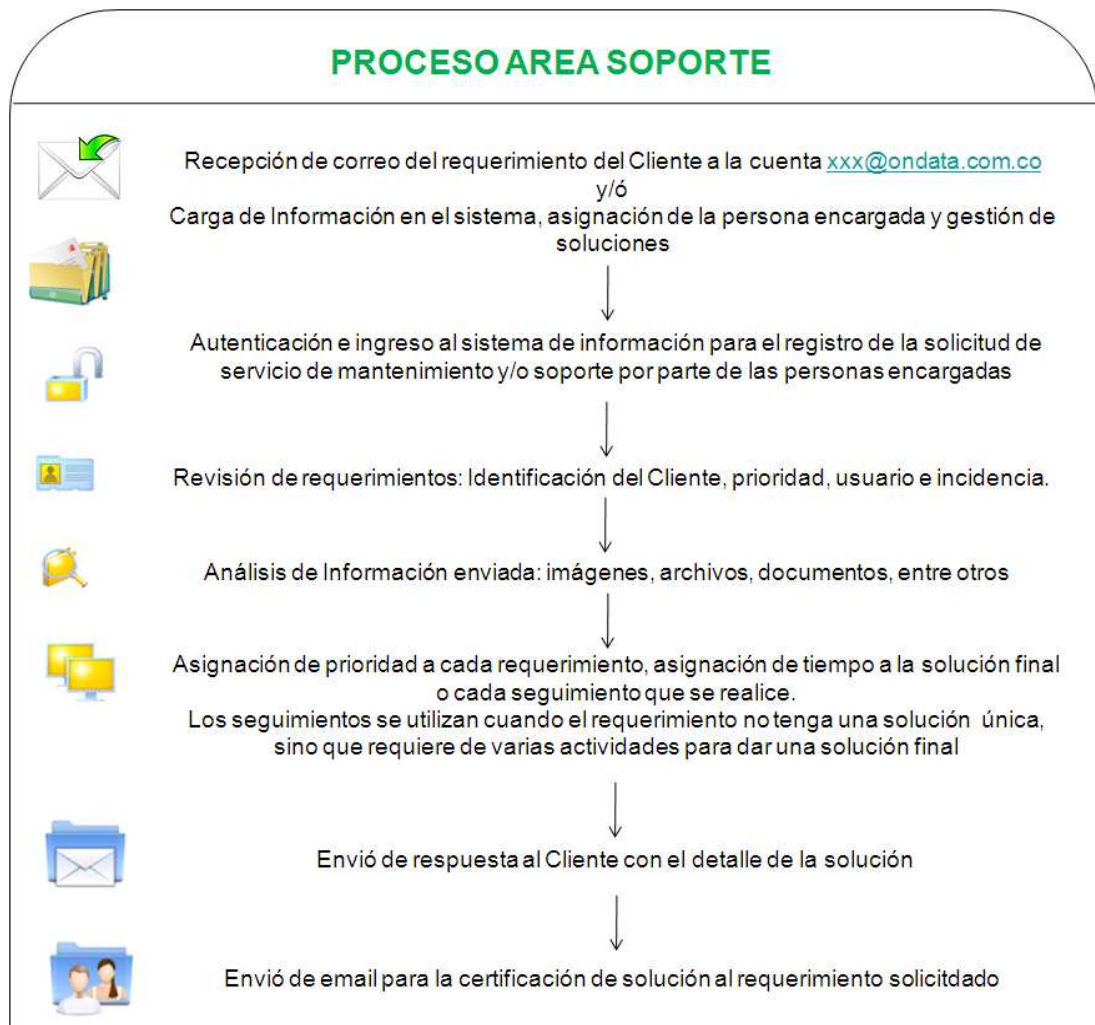 PROCESO AREA SOPORTE
Recepción de correo del requerimiento del Cliente a la cuenta xxx@ondata.com.co
y/ó
Carga de Información en el sistema, asignación de la persona encargada y gestión de
soluciones
Autenticación e ingreso al sistema de información para el registro de la solicitud de
servicio de mantenimiento y/o soporte por parte de las personas encargadas
Revisión de requerimientos: Identificación del Cliente, prioridad, usuario e incidencia.
Análisis de Información enviada: imágenes, archivos, documentos, entre otros
Asignación de prioridad a cada requerimiento, asignación de tiempo a la solución final
o cada seguimiento que se realice.
Los seguimientos se utilizan cuando el requerimiento no tenga una solución única,
sino que requiere de varias actividades para dar una solución final
Envió de respuesta al Cliente con el detalle de la solución
Envió de email para la certificación de solución al requerimiento solicitdado